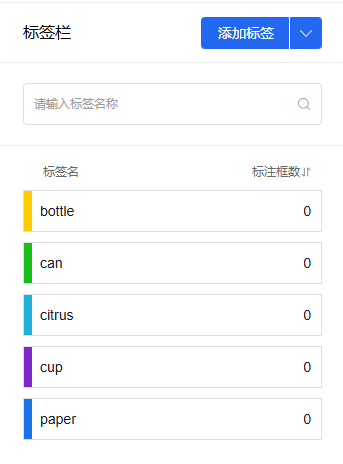 标签栏 添加标签
请输入标签名称
标签名 标注框数
bottle 0
can 0
citrus 0
cup 0
paper 0